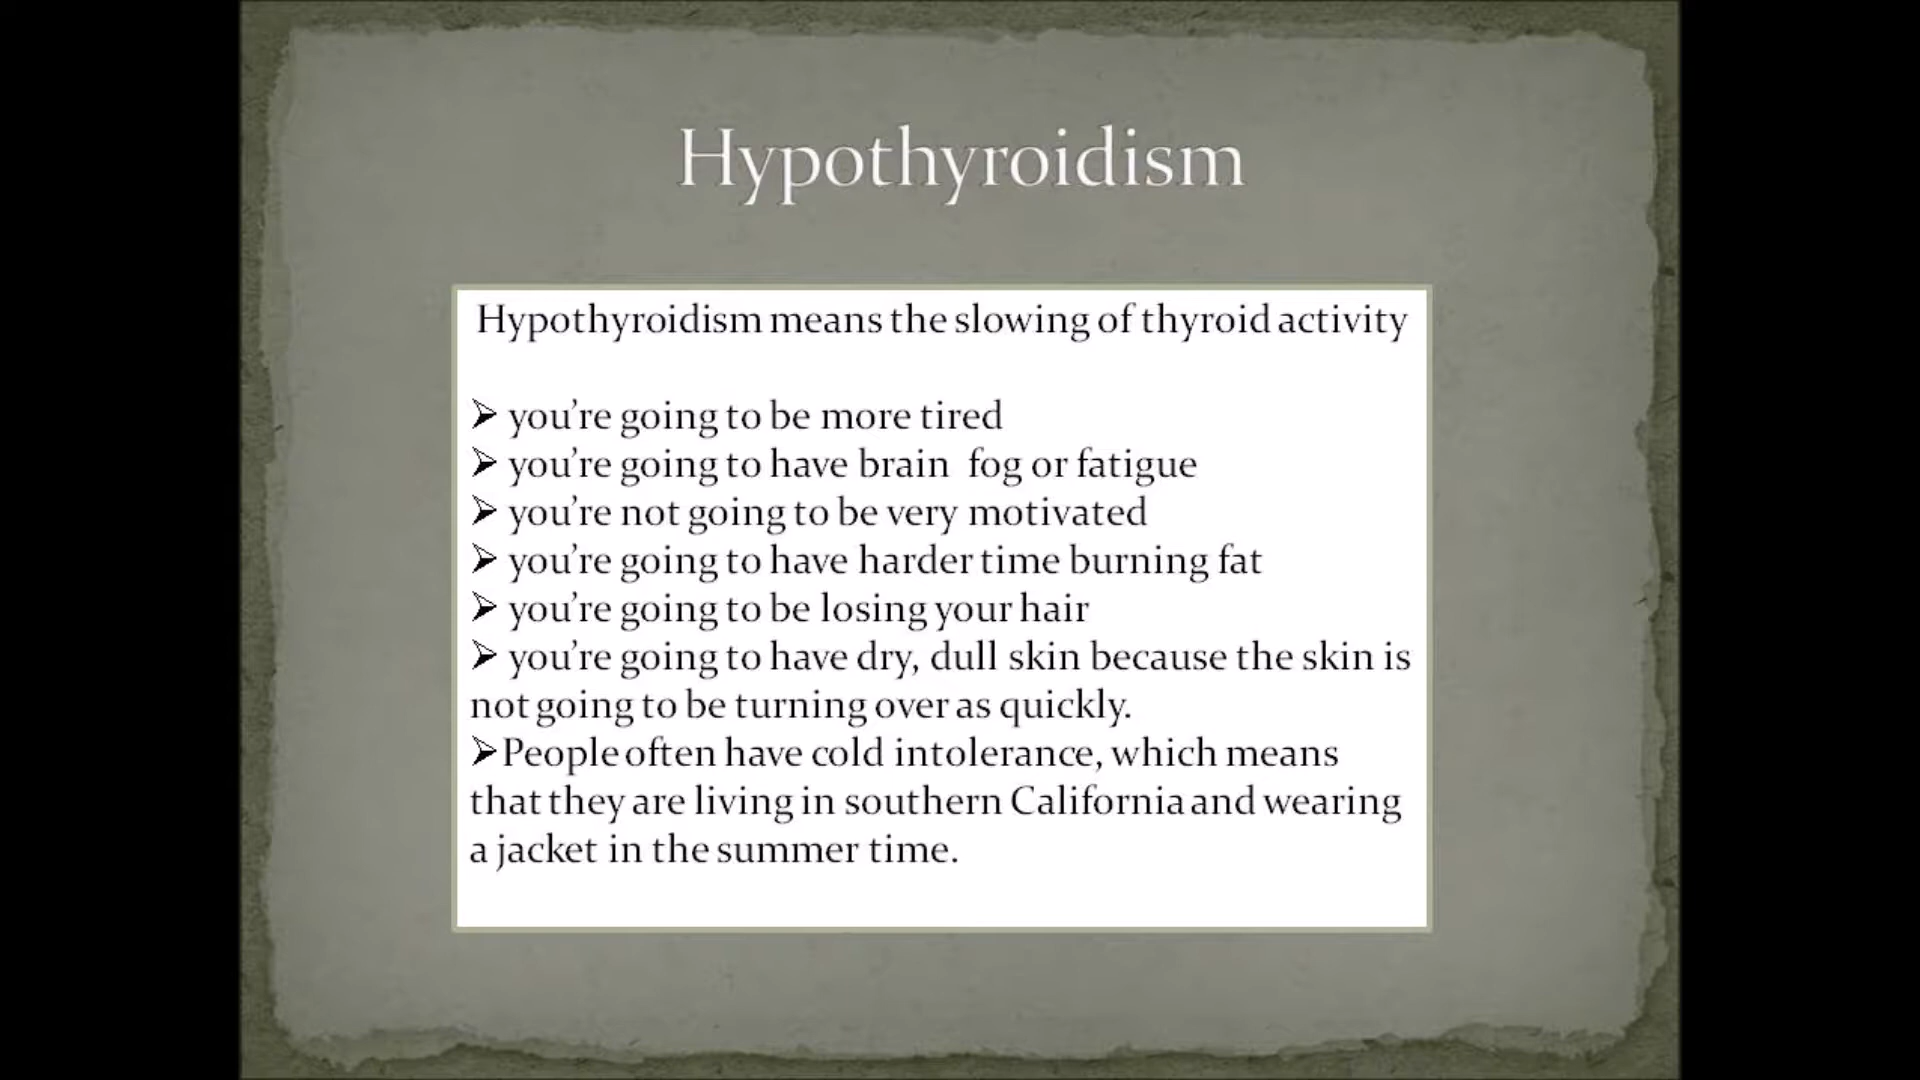 Hypothyroidism
Hypothyroidism means the slowing of thyroid activity
➢ you’re going to be more tired
➢ you’re going to have brain  fog or fatigue
➢ you’re not going to be very motivated
➢ you’re going to have harder time burning fat
➢ you’re going to be losing your hair
➢ you’re going to have dry, dull skin because the skin is
not going to be turning over as quickly.
➢People often have cold intolerance, which means
that they are living in southern California and wearing
a jacket in the summer time.